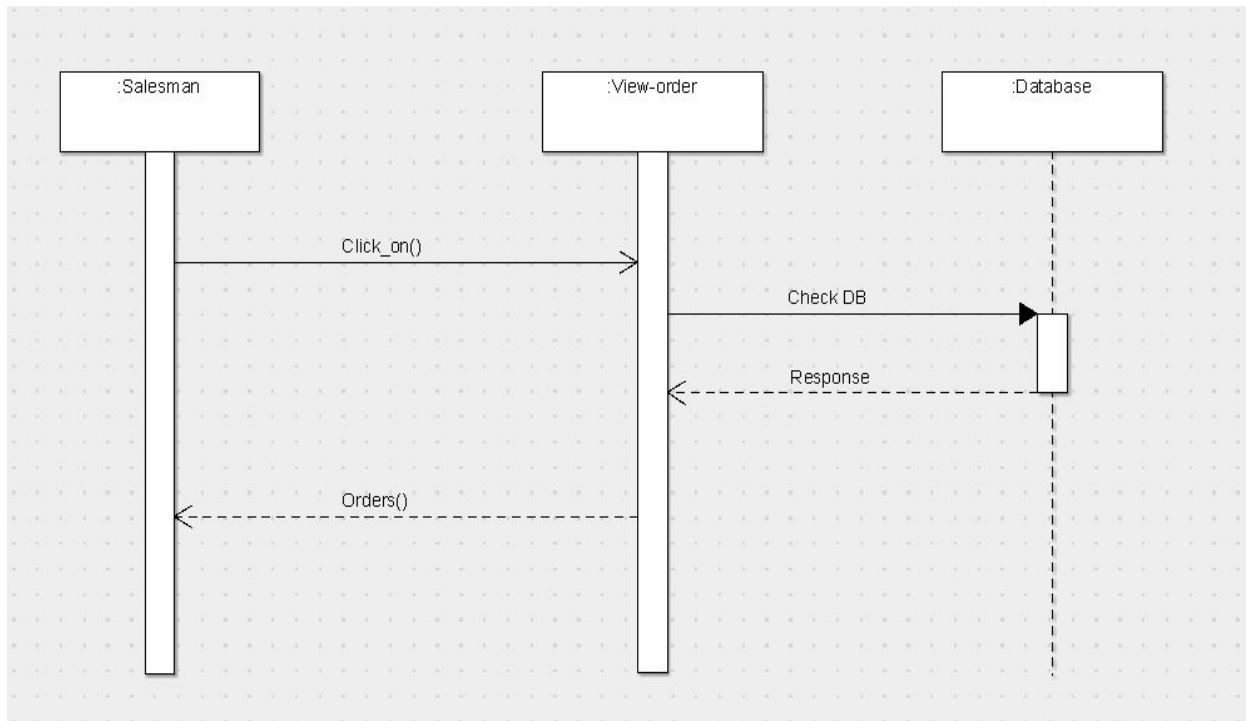 :Salesman
:View-order
:Database
Click_on()
Check DB
Response
Orders()